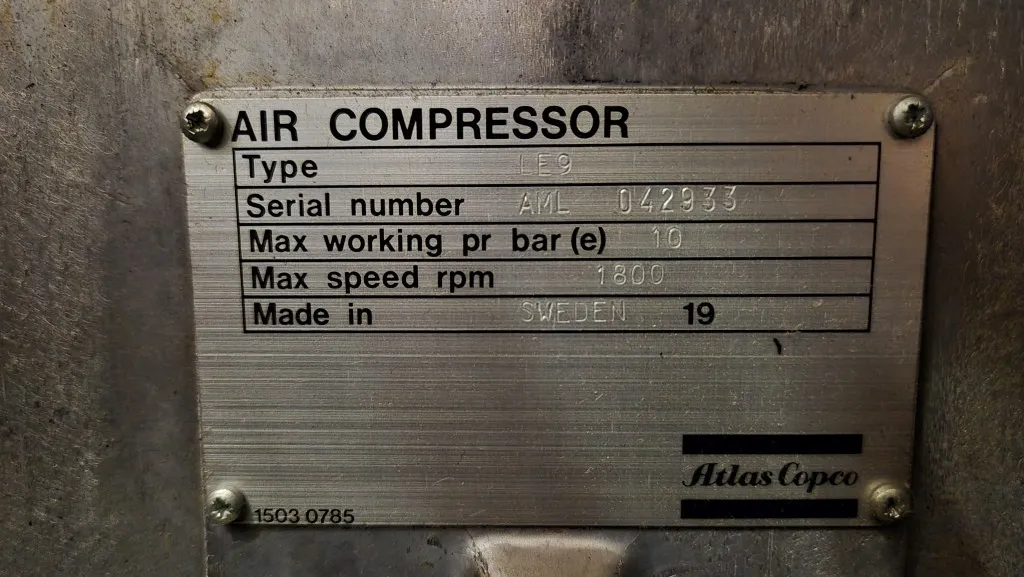 AIR COMPRESSOR
Type LE9
Serial number AML 042933
Max working pr bar (e) 10
Max speed rpm 1800
Made in SWEDEN 19
Atlas Copco
1503 0785